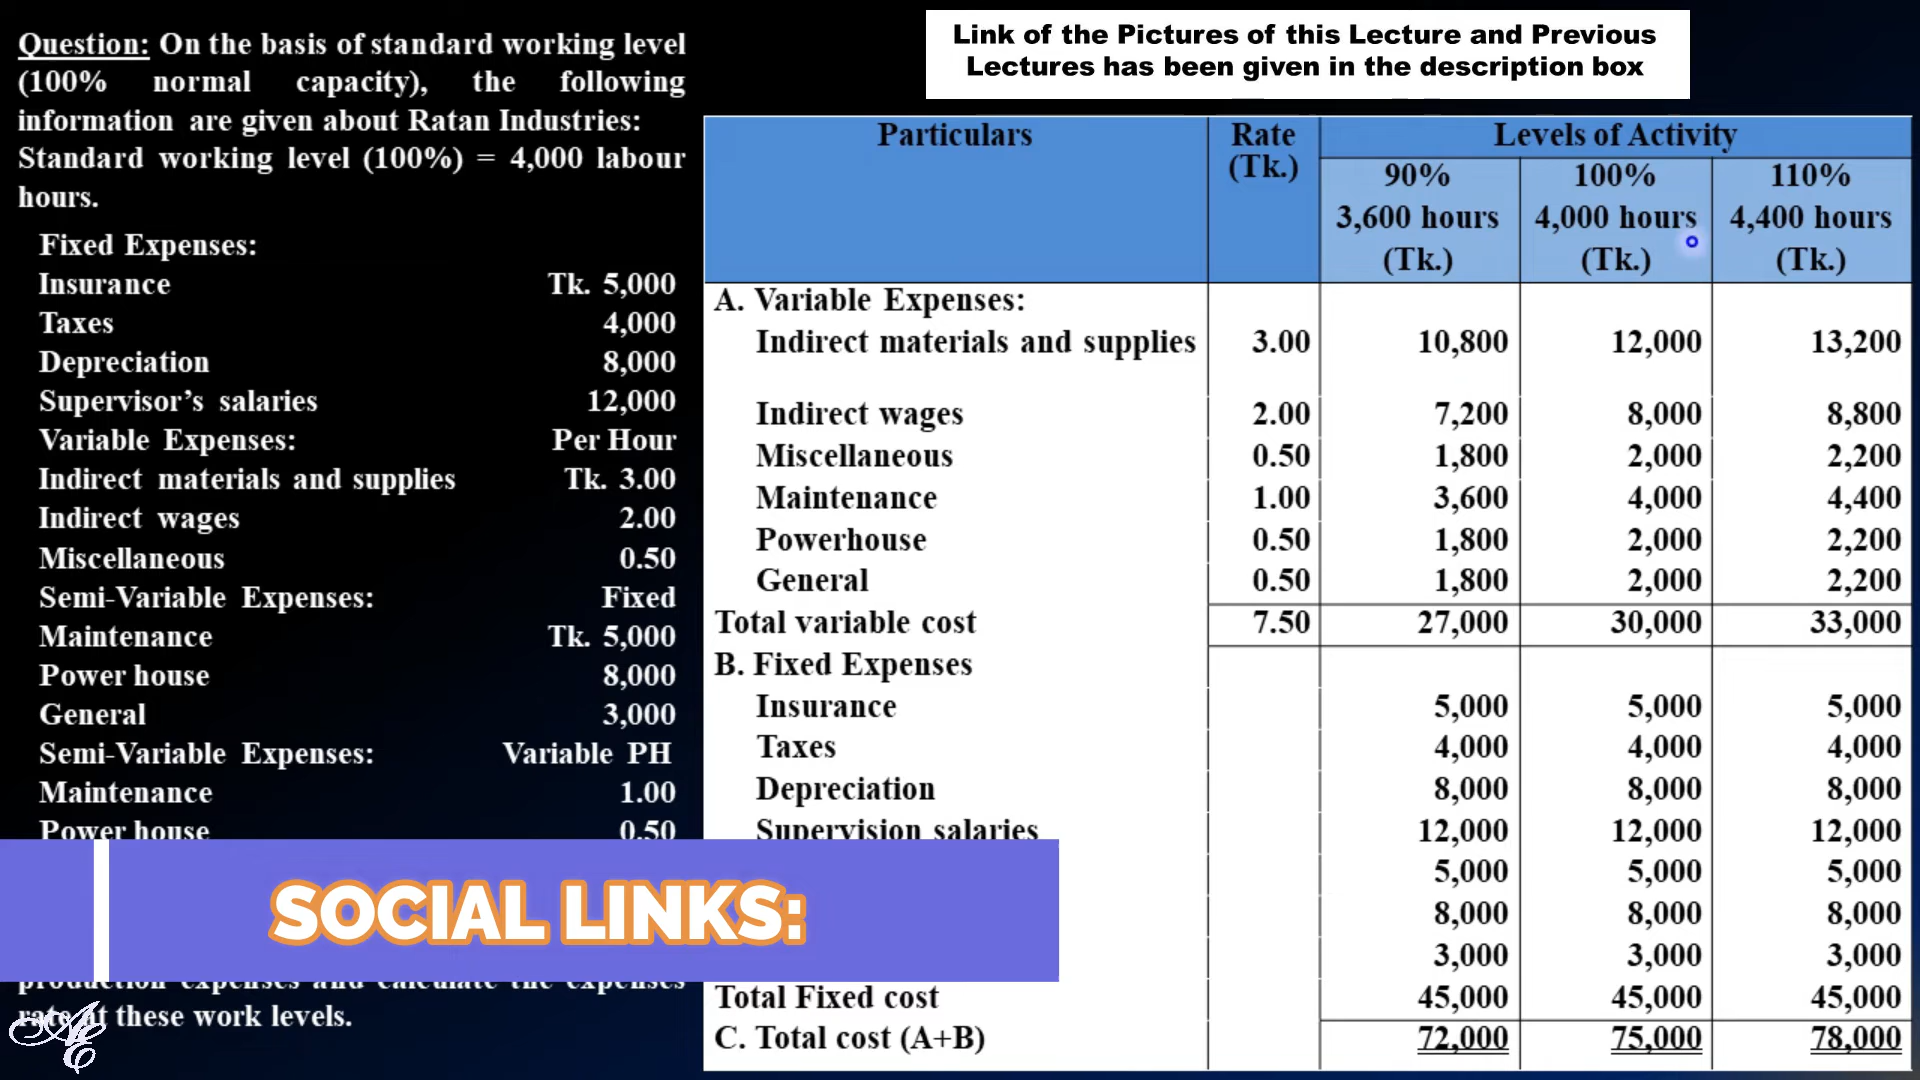 Link of the Pictures of this Lecture and Previous
Lectures has been given in the description box
Question: On the basis of standard working level
(100% normal capacity), the following
information are given about Ratan Industries:
Standard working level (100%) = 4,000 labour
hours.
Fixed Expenses:
Insurance Tk. 5,000
Taxes 4,000
Depreciation 8,000
Supervisor's salaries 12,000
Variable Expenses: Per Hour
Indirect materials and supplies Tk. 3.00
Indirect wages 2.00
Miscellaneous 0.50
Semi-Variable Expenses: Fixed
Maintenance Tk. 5,000
Power house 8,000
General 3,000
Semi-Variable Expenses: Variable PH
Maintenance 1.00
Power house 0.50
SOCIAL LINKS:
production expenses and calculate the expenses
rate at these work levels.
AE
Particulars Rate (Tk.) Levels of Activity
90% 100% 110%
3,600 hours 4,000 hours 4,400 hours
(Tk.) (Tk.) (Tk.)
A. Variable Expenses:
Indirect materials and supplies 3.00 10,800 12,000 13,200
Indirect wages 2.00 7,200 8,000 8,800
Miscellaneous 0.50 1,800 2,000 2,200
Maintenance 1.00 3,600 4,000 4,400
Powerhouse 0.50 1,800 2,000 2,200
General 0.50 1,800 2,000 2,200
Total variable cost 7.50 27,000 30,000 33,000
B. Fixed Expenses
Insurance 5,000 5,000 5,000
Taxes 4,000 4,000 4,000
Depreciation 8,000 8,000 8,000
Supervision salaries 12,000 12,000 12,000
5,000 5,000 5,000
8,000 8,000 8,000
3,000 3,000 3,000
Total Fixed cost 45,000 45,000 45,000
C. Total cost (A+B) 72,000 75,000 78,000